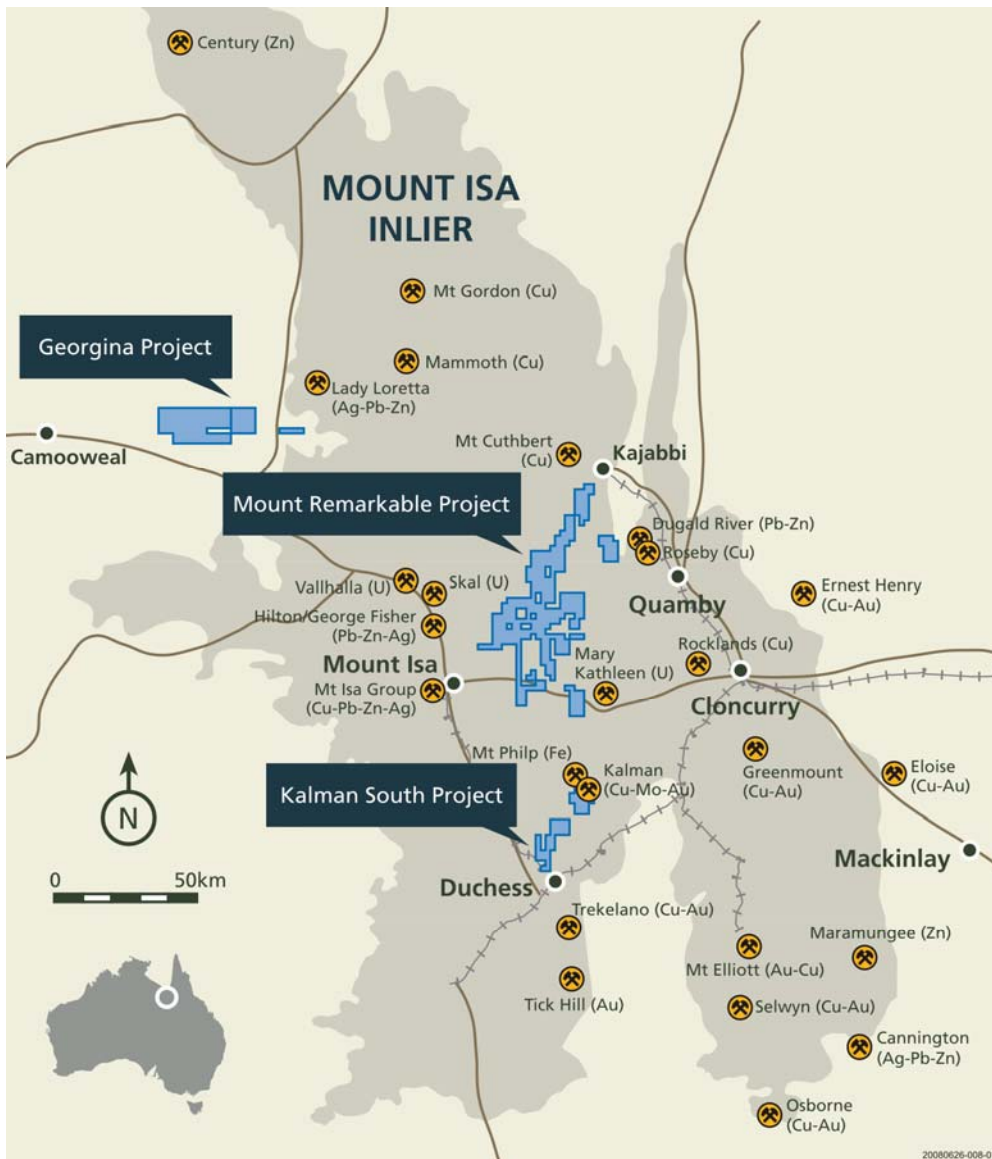 Century (Zn)
MOUNT ISA
INLIER
Mt Gordon (Cu)
Georgina Project
Mammoth (Cu)
Lady Loretta
(Ag-Pb-Zn)
Camooweal
Mt Cuthbert
(Cu)
Kajabbi
Mount Remarkable Project
Dugald River (Pb-Zn)
Roseby (Cu)
Vallhalla (U)
Skal (U)
Quamby
Ernest Henry
(Cu-Au)
Hilton/George Fisher
(Pb-Zn-Ag)
Rocklands (Cu)
Mary
Kathleen (U)
Mount Isa
Mt Isa Group
(Cu-Pb-Zn-Ag)
Cloncurry
Mt Philp (Fe)
Kalman
(Cu-Mo-Au)
Greenmount
(Cu-Au)
Eloise
(Cu-Au)
Kalman South Project
N
Mackinlay
0 50km
Duchess
Trekelano (Cu-Au)
Maramungee (Zn)
Mt Elliott (Au-Cu)
Tick Hill (Au)
Selwyn (Cu-Au)
Cannington
(Ag-Pb-Zn)
Osborne
(Cu-Au)
20080626-008-0